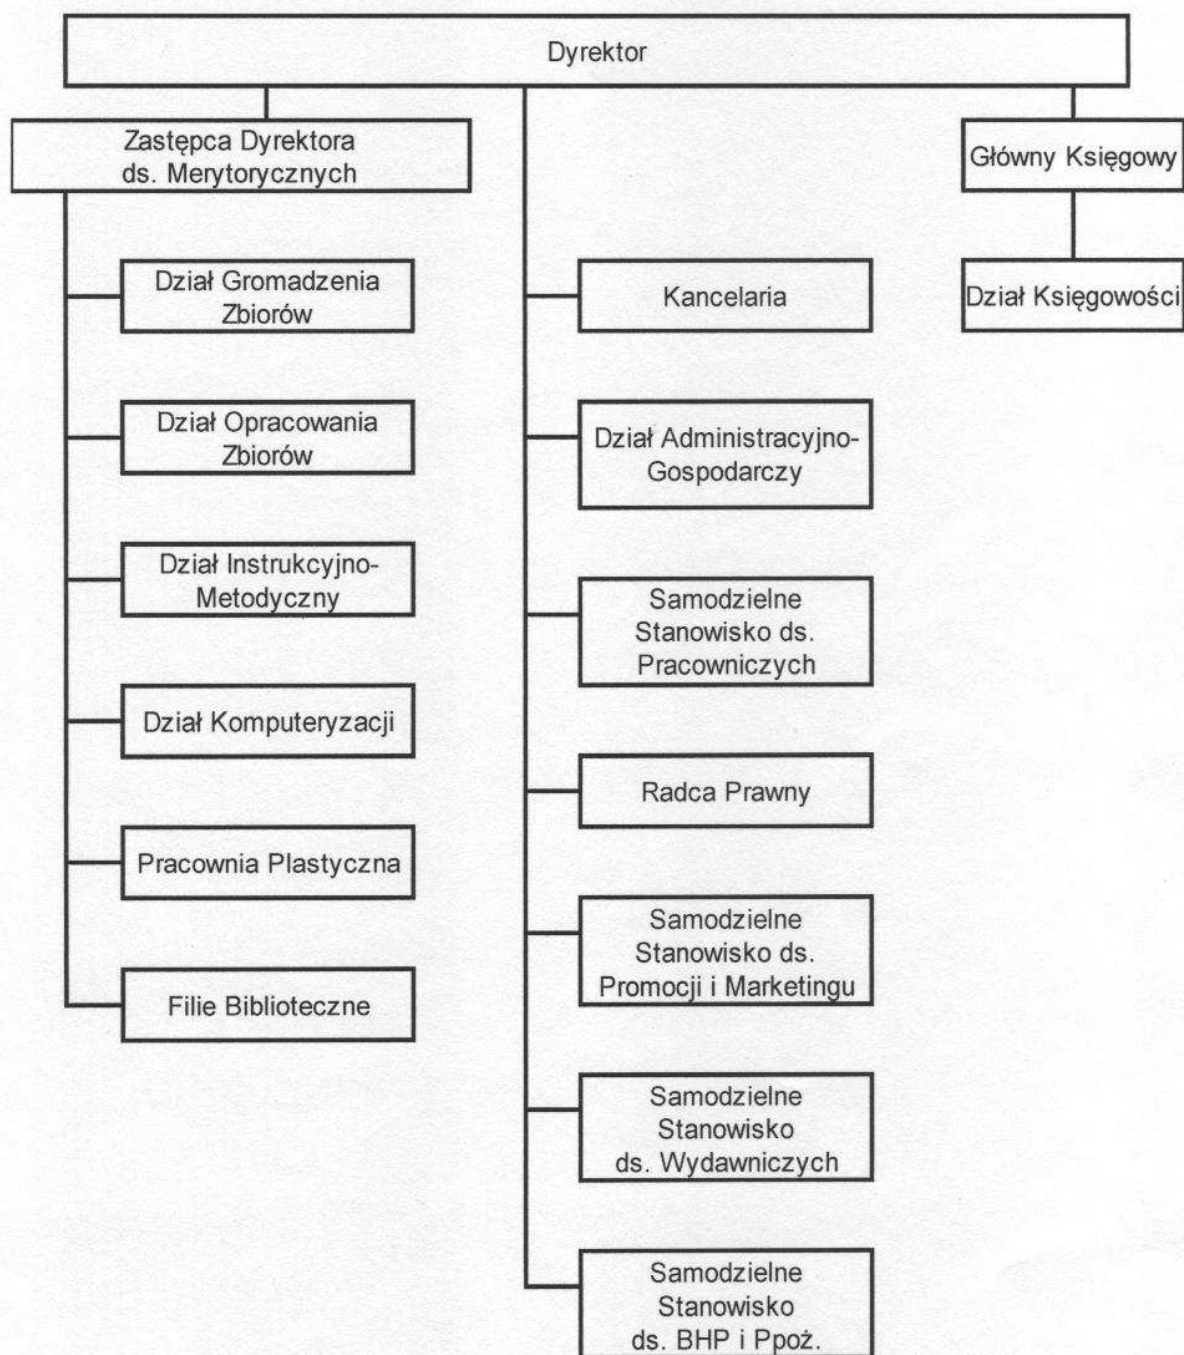 Dyrektor
Zastępca Dyrektora
ds. Merytorycznych
Główny Księgowy
Dział Gromadzenia
Zbiorów
Kancelaria
Dział Księgowości
Dział Opracowania
Zbiorów
Dział Administracyjno-
Gospodarczy
Dział Instrukcyjno-
Metodyczny
Samodzielne
Stanowisko ds.
Pracowniczych
Dział Komputeryzacji
Radca Prawny
Pracownia Plastyczna
Samodzielne
Stanowisko ds.
Promocji i Marketingu
Filie Biblioteczne
Samodzielne
Stanowisko
ds. Wydawniczych
Samodzielne
Stanowisko
ds. BHP i Ppoż.